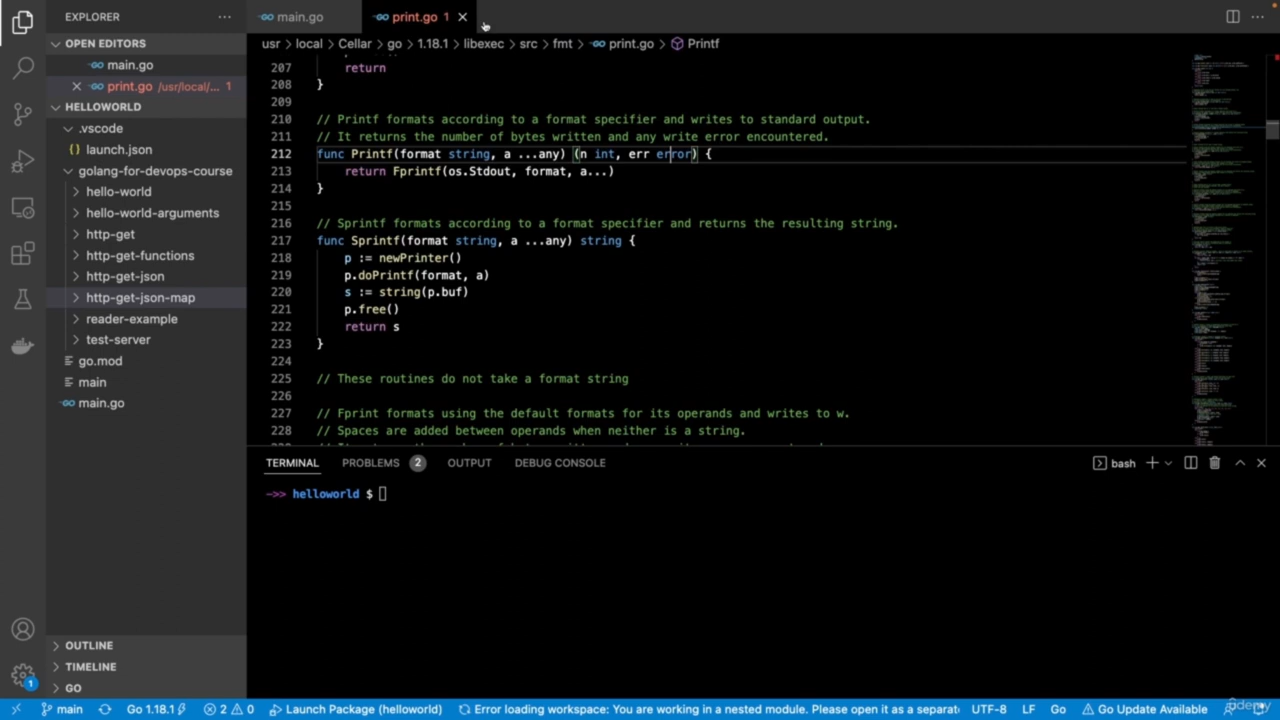 EXPLORER
OPEN EDITORS
main.go
print.go /usr/local/... 1
HELLOWORLD
.vscode
{} launch.json
golang-for-devops-course
hello-world
hello-world-arguments
http-get
http-get-functions
http-get-json
http-get-json-map
reader-example
test-server
go.mod
main
main.go
OUTLINE
TIMELINE
GO
main.go
print.go 1
usr > local > Cellar > go > 1.18.1 > libexec > src > fmt > print.go > Printf
207 return
208 }
209
210 // Printf formats according to a format specifier and writes to standard output.
211 // It returns the number of bytes written and any write error encountered.
212 func Printf(format string, a ...any) (n int, err error) {
213 return Fprintf(os.Stdout, format, a...)
214 }
215
216 // Sprintf formats according to a format specifier and returns the resulting string.
217 func Sprintf(format string, a ...any) string {
218 p := newPrinter()
219 p.doPrintf(format, a)
220 s := string(p.buf)
221 p.free()
222 return s
223 }
224
225 // These routines do not take a format string
226
227 // Fprint formats using the default formats for its operands and writes to w.
228 // Spaces are added between operands when neither is a string.
TERMINAL PROBLEMS 2 OUTPUT DEBUG CONSOLE
bash
->> helloworld $
1
main Go 1.18.1 2 0 Launch Package (helloworld) Error loading workspace: You are working in a nested module. Please open it as a separat UTF-8 LF Go Go Update Available
udemy